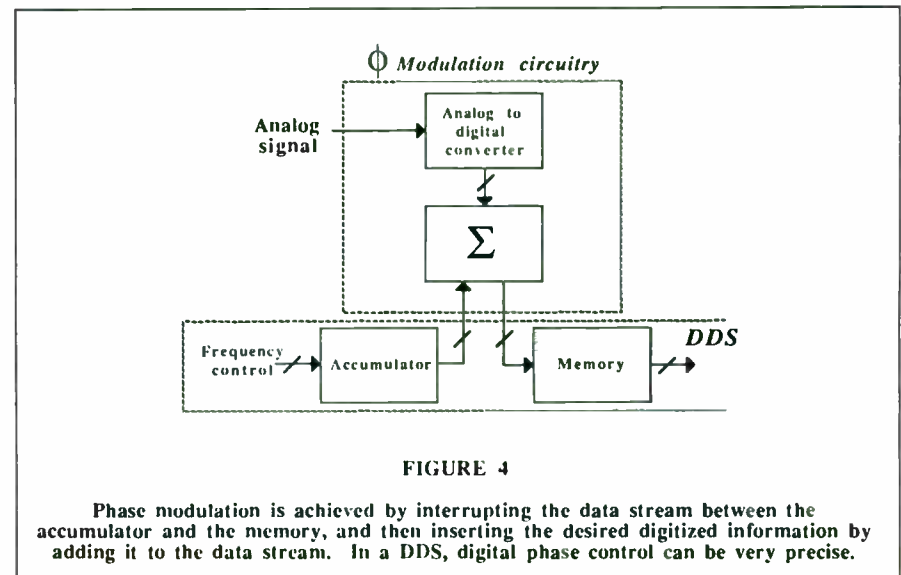 ϕ Modulation circuitry
Analog
signal
Analog to
digital
converter
Σ
DDS
Frequency
control
Accumulator
Memory
FIGURE 4
Phase modulation is achieved by interrupting the data stream between the
accumulator and the memory, and then inserting the desired digitized information by
adding it to the data stream. In a DDS, digital phase control can be very precise.